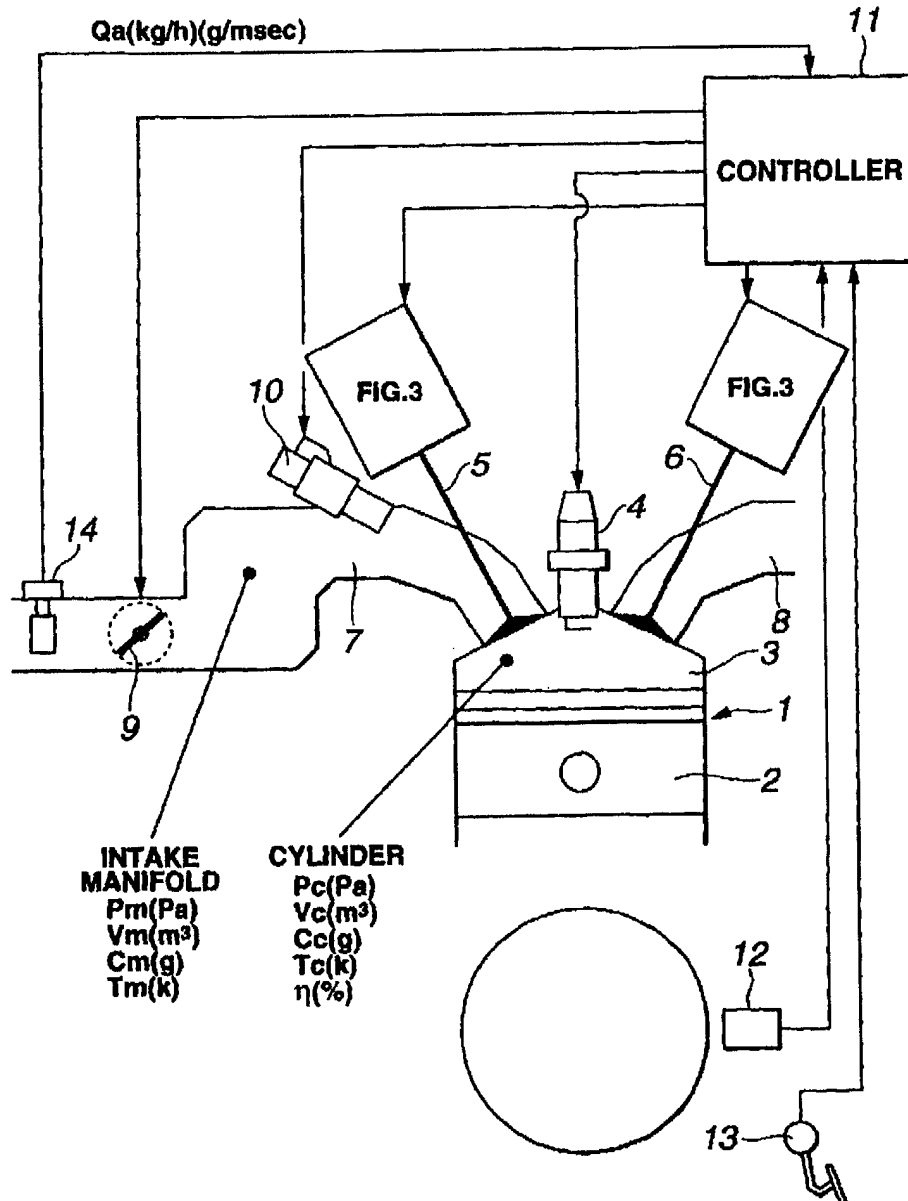 Qa(kg/h)(g/msec)
11
CONTROLLER
FIG.3
FIG.3
10
5
6
4
14
7
8
3
9
1
2
INTAKE
MANIFOLD
Pm(Pa)
Vm(m³)
Cm(g)
Tm(k)
CYLINDER
Pc(Pa)
Vc(m³)
Cc(g)
Tc(k)
η(%)
12
13